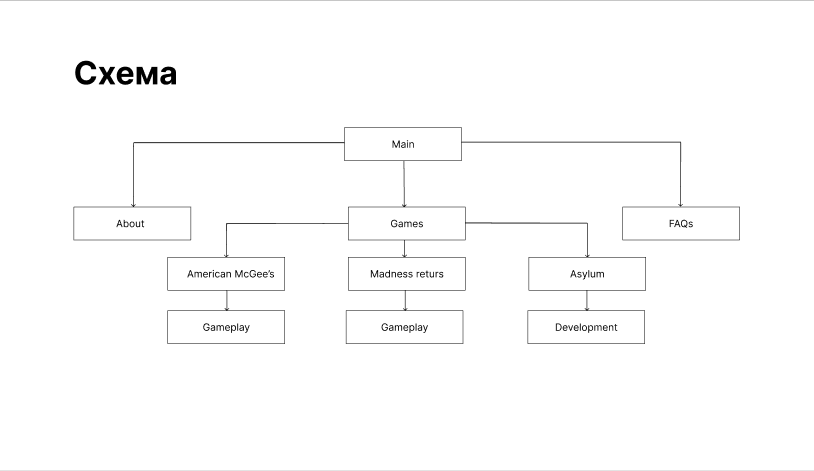 Схема
Main
About
Games
FAQs
American McGee's
Madness returs
Asylum
Gameplay
Gameplay
Development